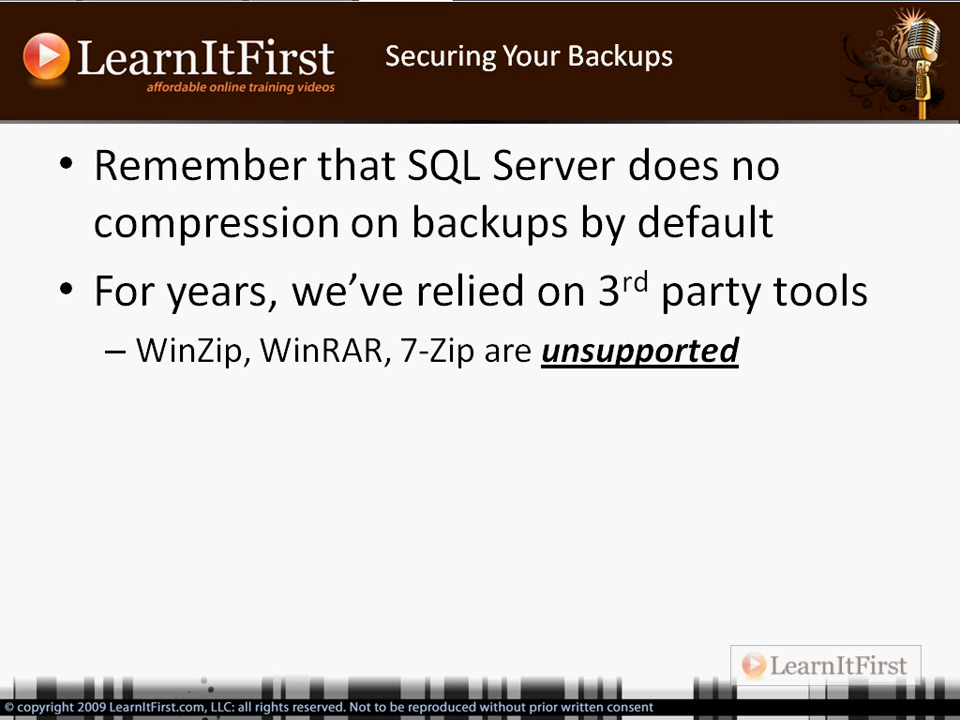 LearnItFirst
affordable online training videos
Securing Your Backups
• Remember that SQL Server does no
compression on backups by default
• For years, we’ve relied on 3rd party tools
– WinZip, WinRAR, 7-Zip are unsupported
LearnItFirst
© copyright 2009 LearnItFirst.com, LLC: all rights reserved. Not to be reproduced without prior written consent